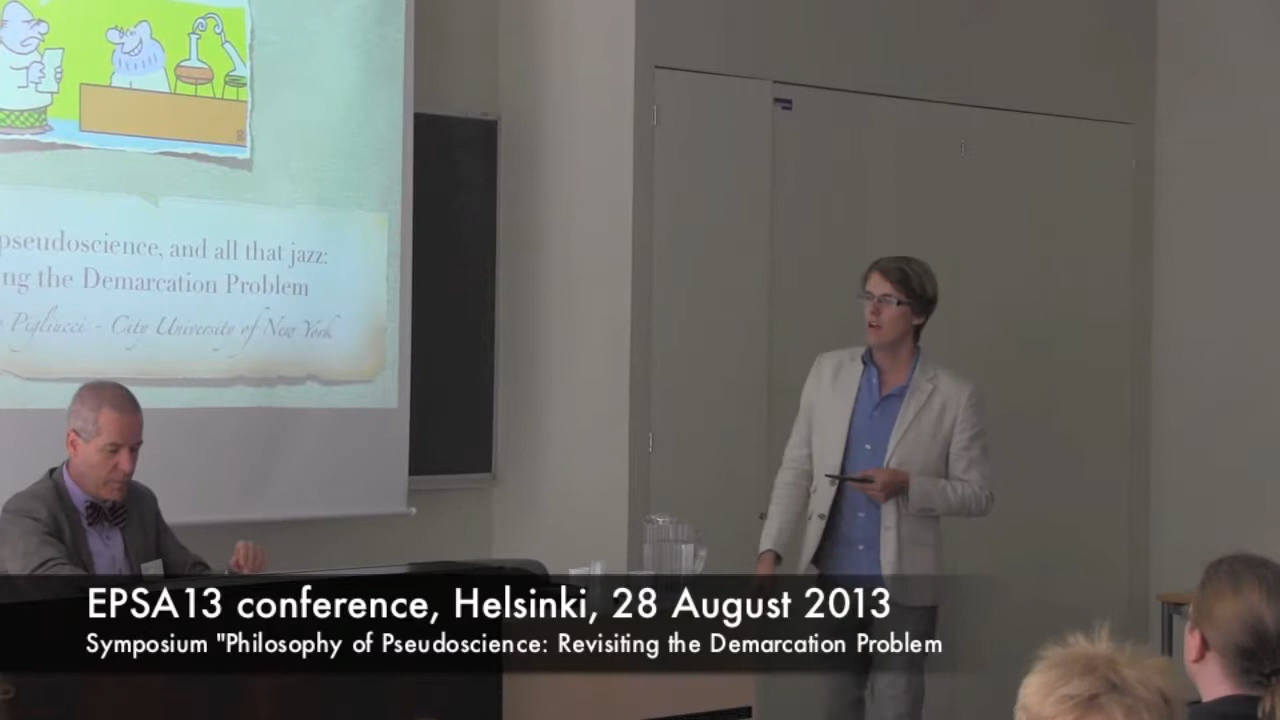 pseudoscience, and all that jazz:
ng the Demarcation Problem
Pigliucci - City University of New York
EPSA13 conference, Helsinki, 28 August 2013
Symposium "Philosophy of Pseudoscience: Revisiting the Demarcation Problem